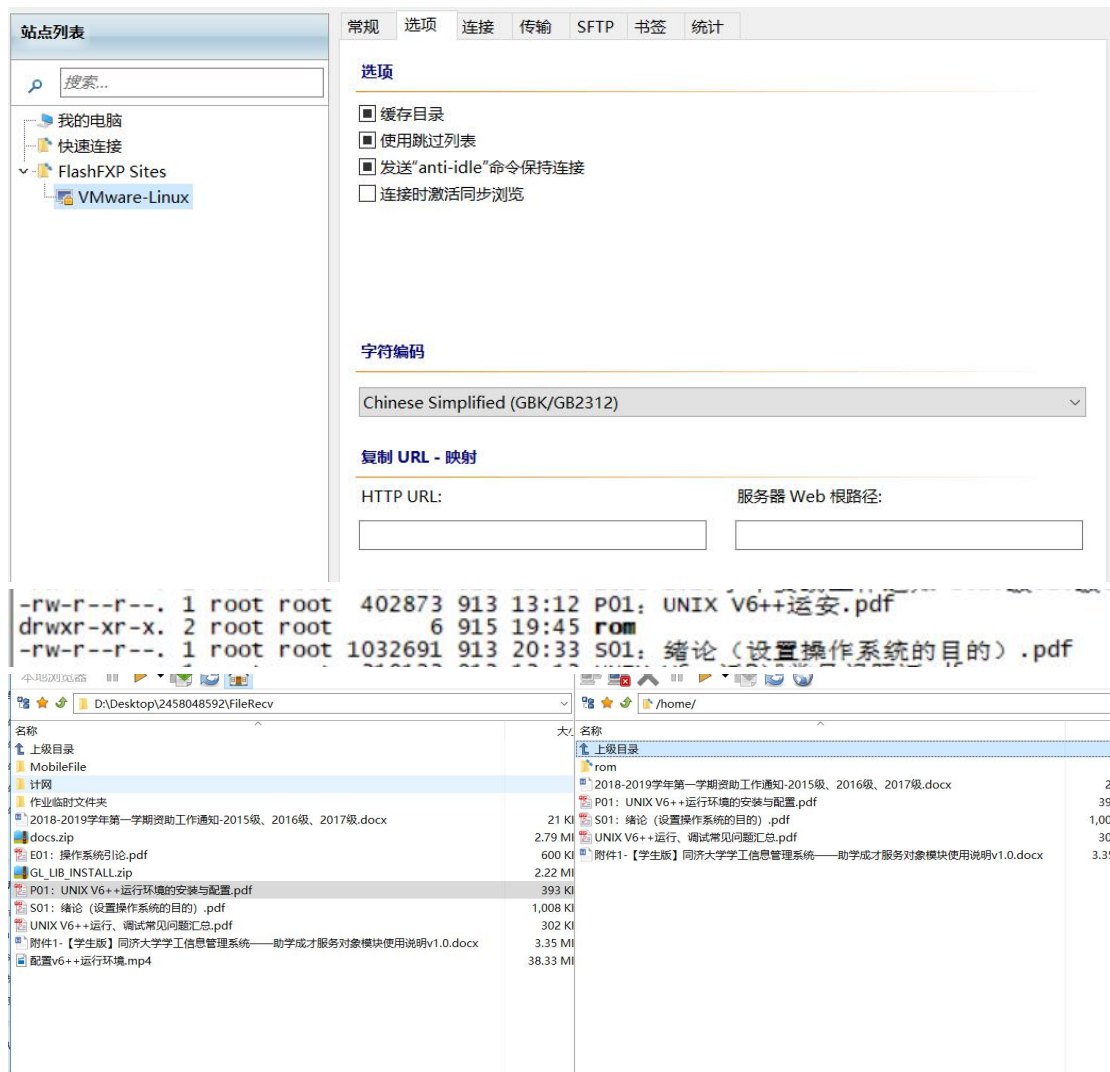 站点列表
常规 选项 连接 传输 SFTP 书签 统计
搜索...
我的电脑
快速连接
FlashFXP Sites
VMware-Linux
选项
缓存目录
使用跳过列表
发送“anti-idle”命令保持连接
连接时激活同步浏览
字符编码
Chinese Simplified (GBK/GB2312)
复制 URL - 映射
HTTP URL:
服务器 Web 根路径:
-rw-r--r--. 1 root root 402873 913 13:12 P01：UNIX V6++运安.pdf
drwxr-xr-x. 2 root root 6 915 19:45 rom
-rw-r--r--. 1 root root 1032691 913 20:33 S01：绪论（设置操作系统的目的）.pdf
本地浏览器
D:\Desktop\2458048592\FileRecv
名称 大
上级目录
MobileFile
计网
作业临时文件夹
2018-2019学年第一学期资助工作通知-2015级、2016级、2017级.docx 21 KI
docs.zip 2.79 MI
E01：操作系统引论.pdf 600 KI
GL_LIB_INSTALL.zip 2.22 MI
P01：UNIX V6++运行环境的安装与配置.pdf 393 KI
S01：绪论（设置操作系统的目的）.pdf 1,008 KI
UNIX V6++运行、调试常见问题汇总.pdf 302 KI
附件1-【学生版】同济大学学工信息管理系统——助学成才服务对象模块使用说明v1.0.docx 3.35 MI
配置v6++运行环境.mp4 38.33 MI
/home/
名称
上级目录
rom
2018-2019学年第一学期资助工作通知-2015级、2016级、2017级.docx 2
P01：UNIX V6++运行环境的安装与配置.pdf 39
S01：绪论（设置操作系统的目的）.pdf 1,00
UNIX V6++运行、调试常见问题汇总.pdf 30
附件1-【学生版】同济大学学工信息管理系统——助学成才服务对象模块使用说明v1.0.docx 3.35